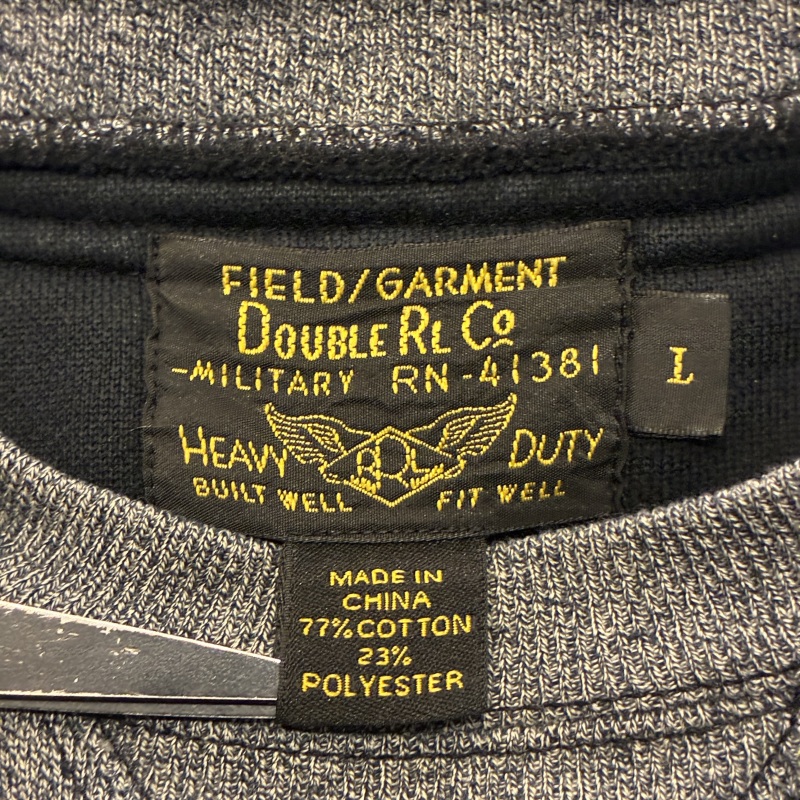 FIELD/GARMENT
DOUBLE RL CO
-MILITARY RN-41381
L
HEAVY RRL DUTY
BUILT WELL FIT WELL
MADE IN
CHINA
77% COTTON
23%
POLYESTER